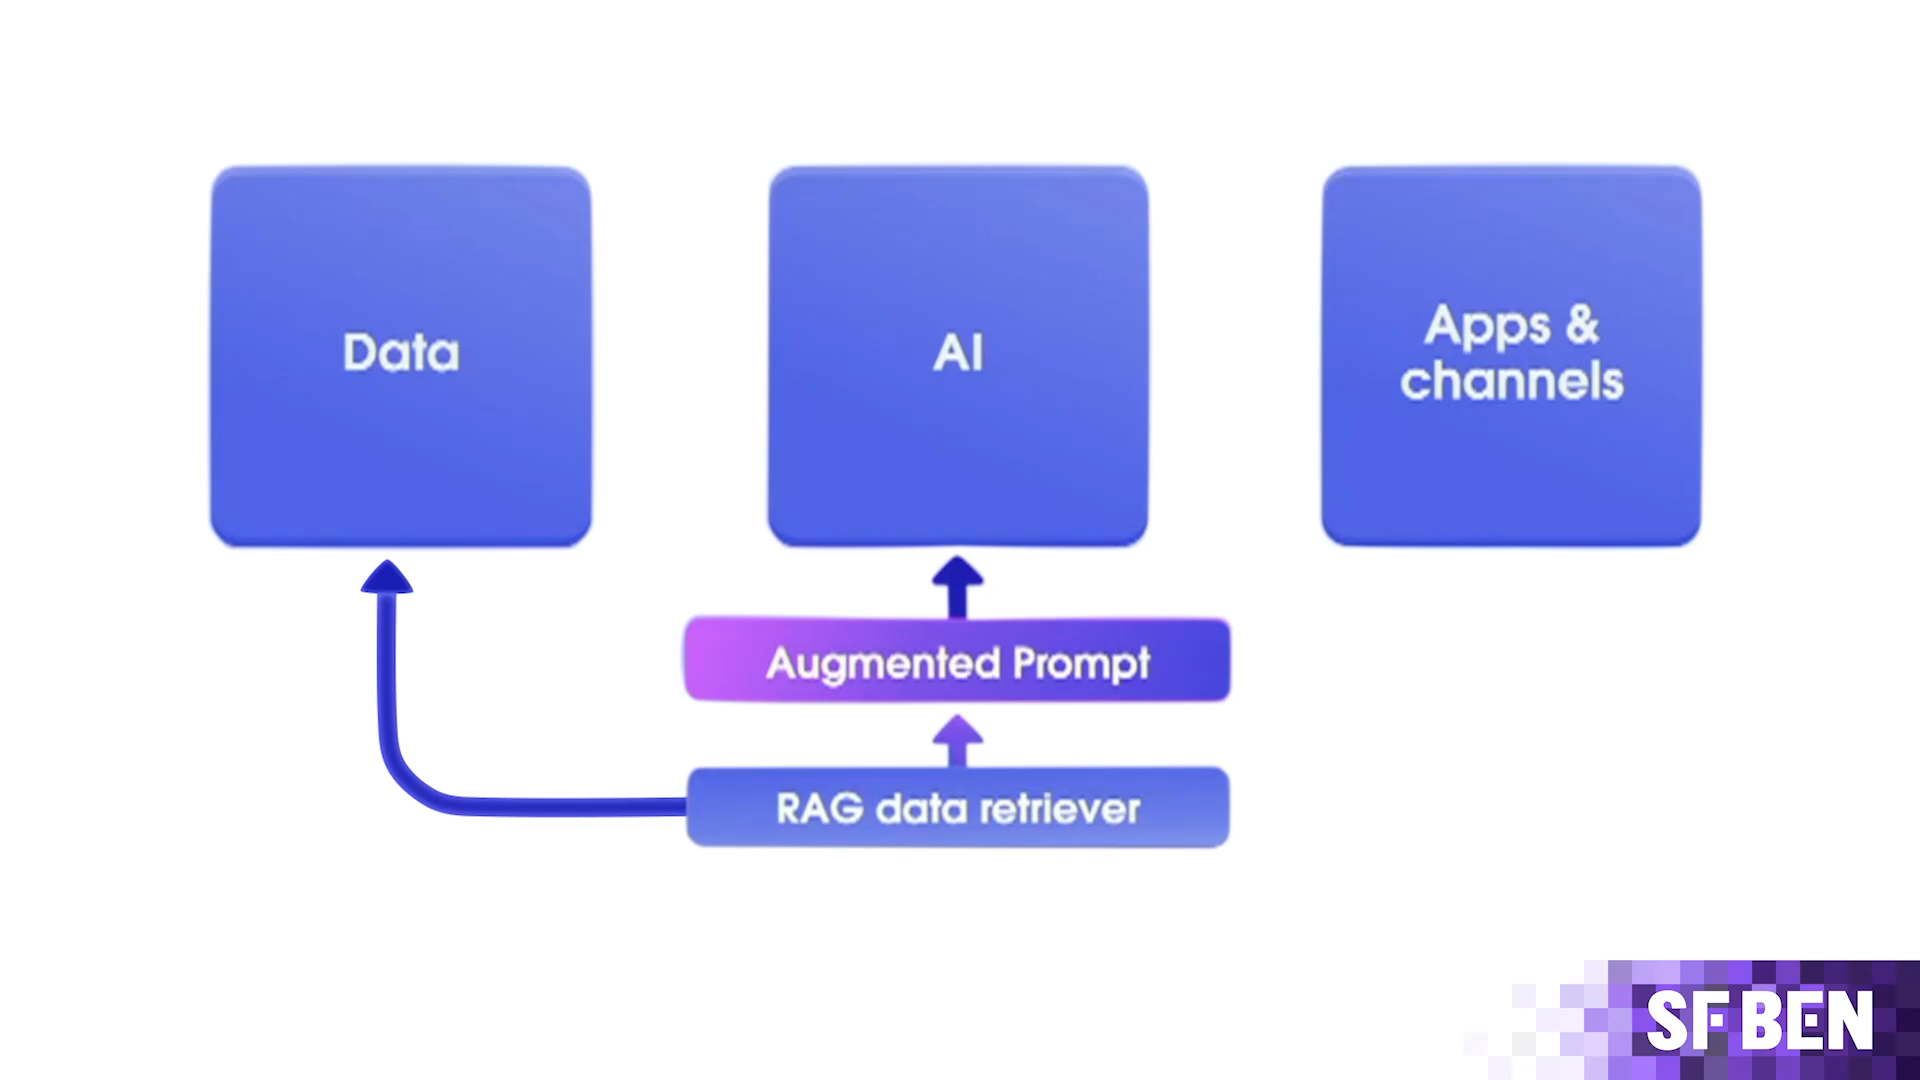 Data
AI
Apps &
channels
Augmented Prompt
RAG data retriever
SF BEN